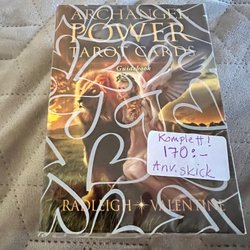 ARCHANGEL
POWER
TAROT CARDS
Guidebook
Komplett!
170:-
Anv. skick
RADLEIGH ✦ VALENTINE